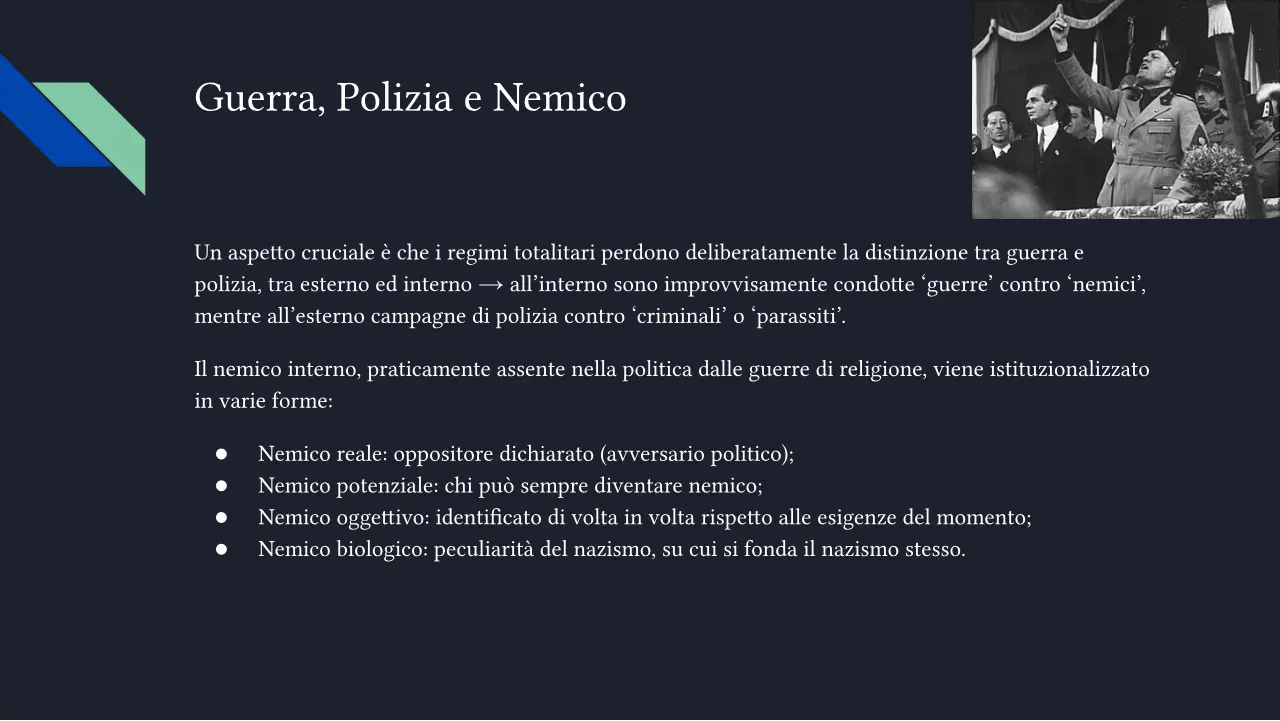 Guerra, Polizia e Nemico
Un aspetto cruciale è che i regimi totalitari perdono deliberatamente la distinzione tra guerra e
polizia, tra esterno ed interno → all’interno sono improvvisamente condotte ‘guerre’ contro ‘nemici’,
mentre all’esterno campagne di polizia contro ‘criminali’ o ‘parassiti’.
Il nemico interno, praticamente assente nella politica dalle guerre di religione, viene istituzionalizzato
in varie forme:
● Nemico reale: oppositore dichiarato (avversario politico);
● Nemico potenziale: chi può sempre diventare nemico;
● Nemico oggettivo: identificato di volta in volta rispetto alle esigenze del momento;
● Nemico biologico: peculiarità del nazismo, su cui si fonda il nazismo stesso.